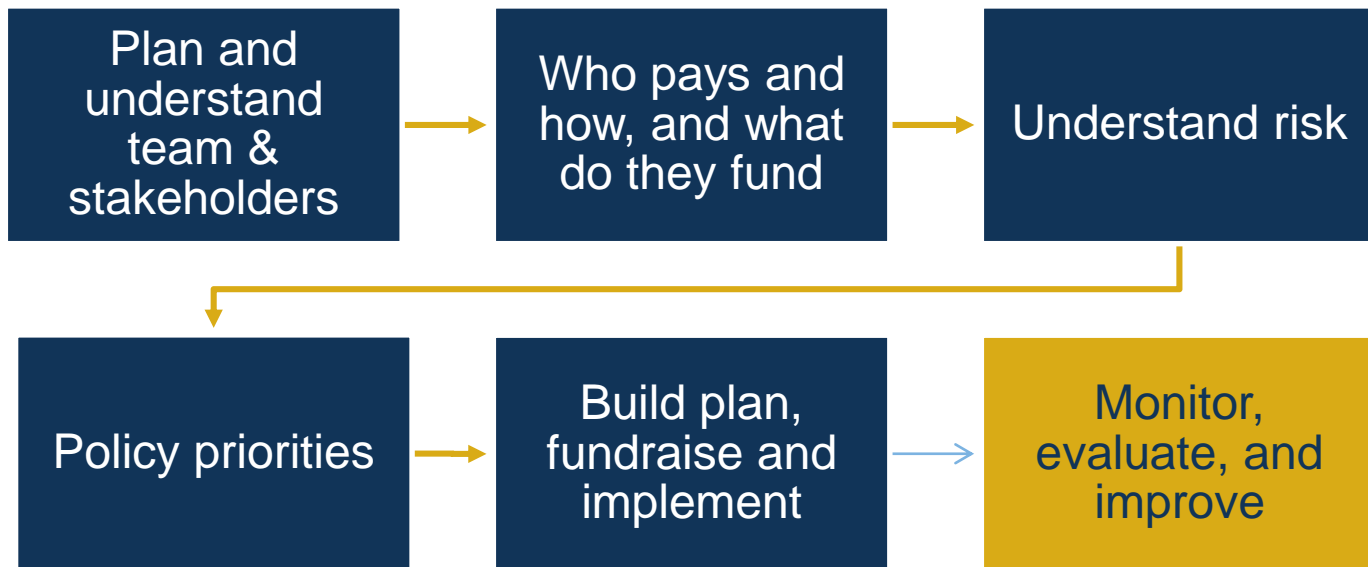 Plan and
understand
team &
stakeholders
Who pays and
how, and what
do they fund
Understand risk
Policy priorities
Build plan,
fundraise and
implement
Monitor,
evaluate, and
improve